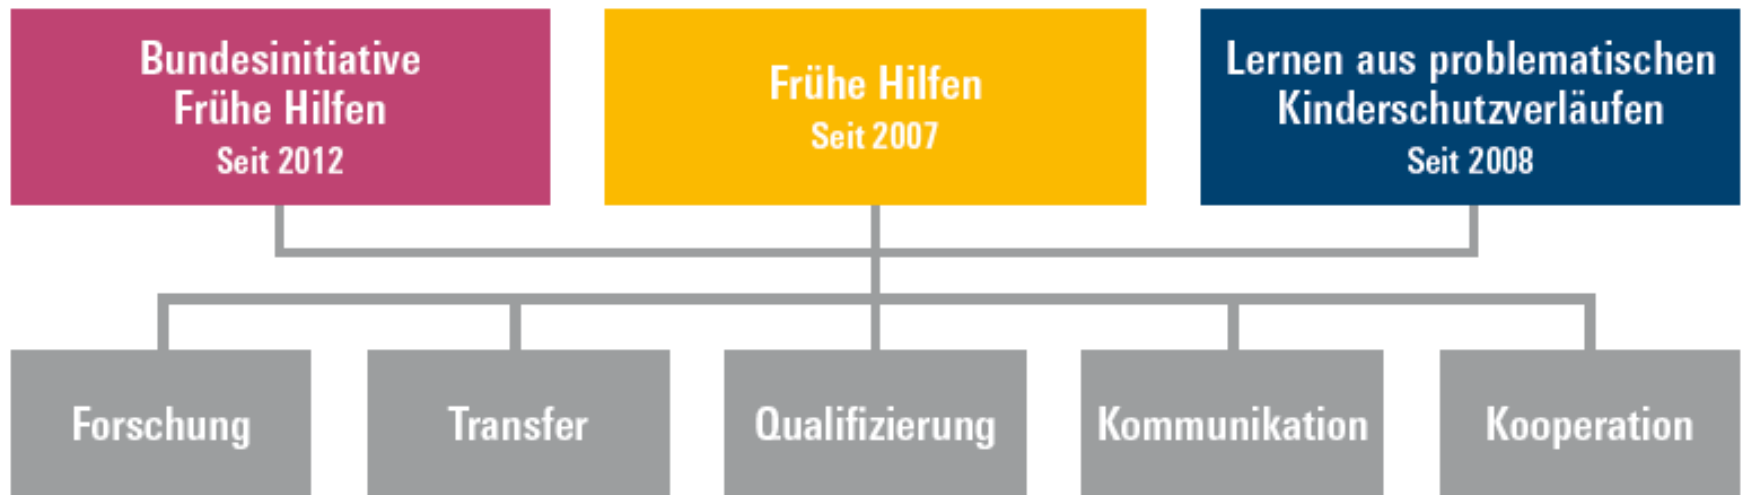 Bundesinitiative
Frühe Hilfen
Seit 2012
Frühe Hilfen
Seit 2007
Lernen aus problematischen
Kinderschutzverläufen
Seit 2008
Forschung
Transfer
Qualifizierung
Kommunikation
Kooperation